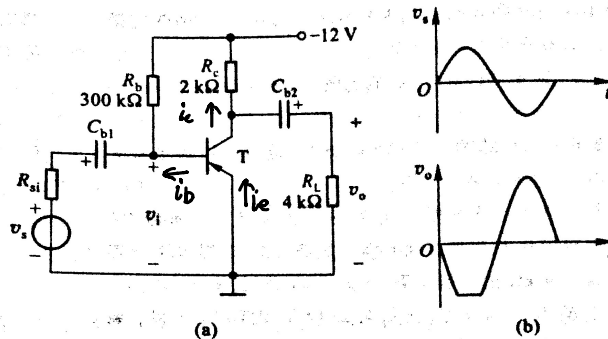 −12 V
R_b
300 kΩ
R_c
2 kΩ
i_c
C_b2
+
C_b1
+
+
T
+
R_si
i_b
i_e
R_L
4 kΩ
v_o
+
v_s
−
v_i
−
−
(a)
v_s
O
t
v_o
O
t
(b)